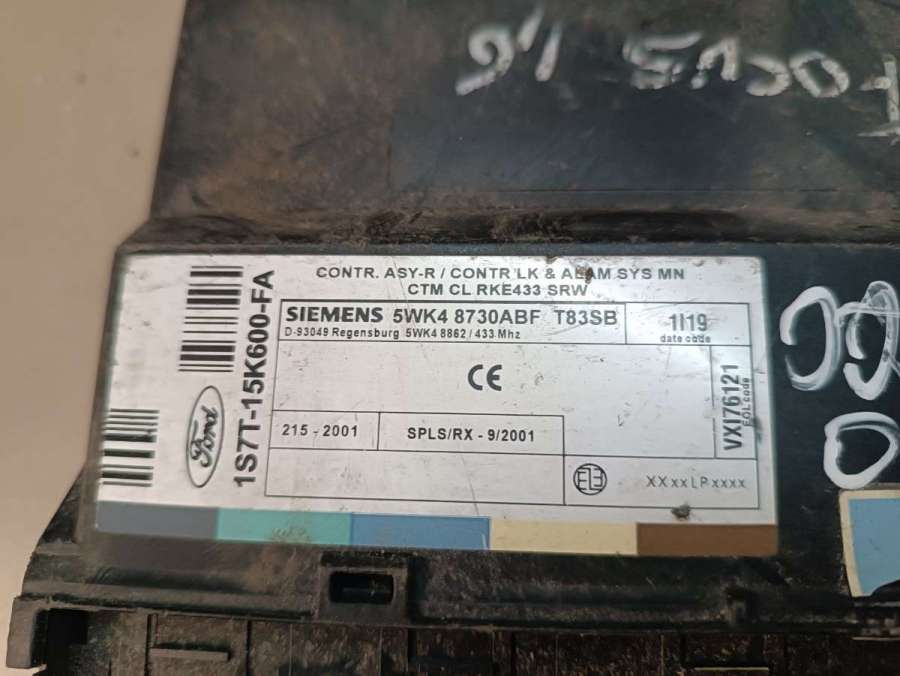 FOCUS 1,6
CONTR. ASY-R / CONTR LK & ALAM SYS MN
CTM CL RKE433 SRW
SIEMENS 5WK4 8730ABF T83SB
D-93049 Regensburg 5WK4 8862 / 433 Mhz
1I19
date code
VXI76121
EOL code
215 - 2001
SPLS/RX - 9/2001
XXxxLPxxxx
Ford
1S7T-15K600-FA
CE